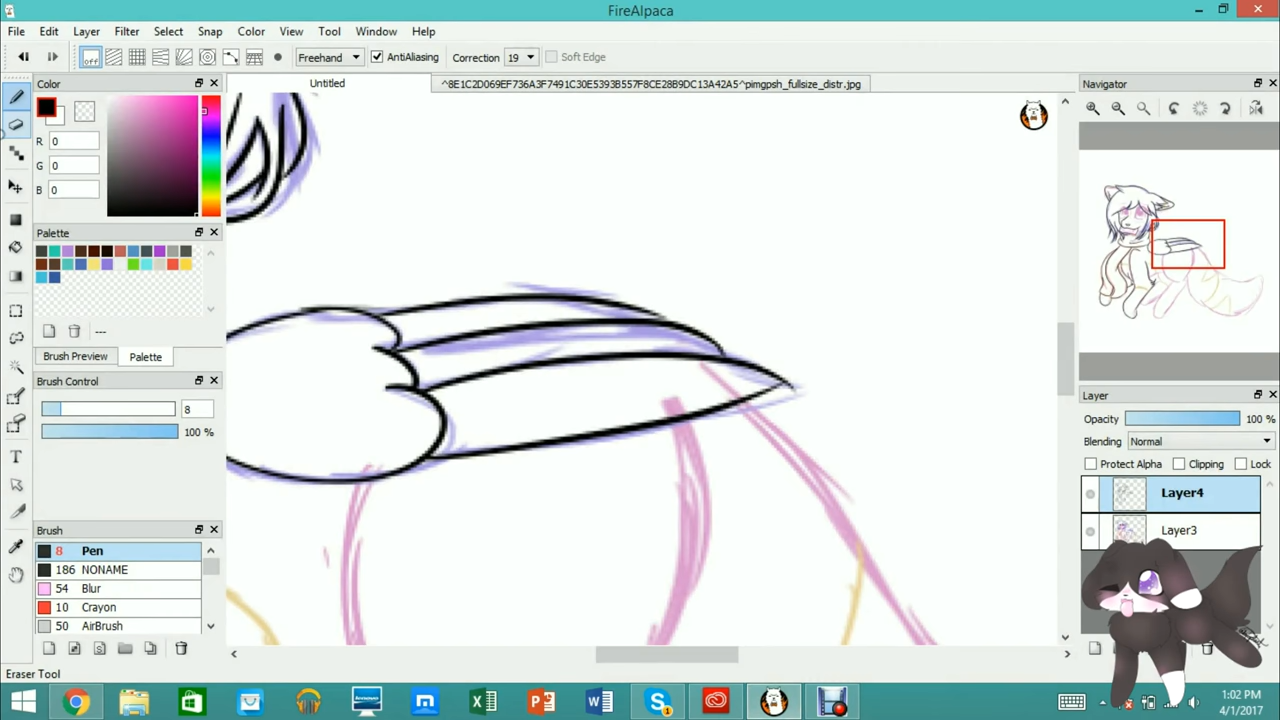 FireAlpaca
File Edit Layer Filter Select Snap Color View Tool Window Help
off Freehand AntiAliasing Correction 19 Soft Edge
Color
Untitled
^8E1C2D069EF736A3F7491C30E5393B557F8CE28B9DC13A42A5^pimgpsh_fullsize_distr.jpg
Navigator
R 0
G 0
B 0
Palette
---
Brush Preview Palette
Brush Control
8
100 %
Brush
8 Pen
186 NONAME
54 Blur
10 Crayon
50 AirBrush
Layer
Opacity 100 %
Blending Normal
Protect Alpha Clipping Lock
Layer4
Layer3
Eraser Tool
1:02 PM
4/1/2017